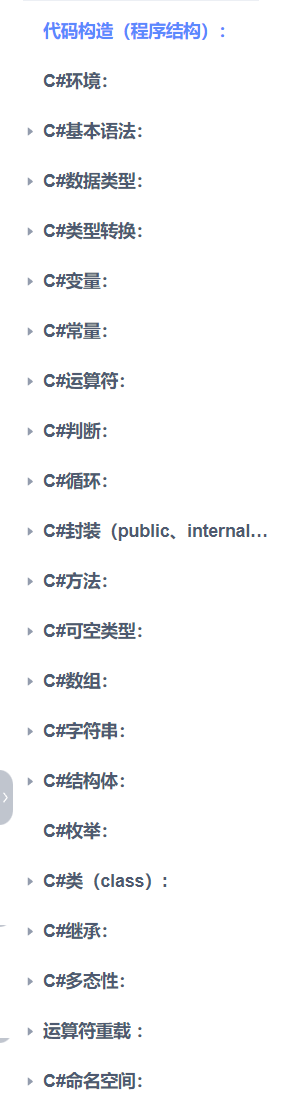 代码构造（程序结构）：
C#环境：
C#基本语法：
C#数据类型：
C#类型转换：
C#变量：
C#常量：
C#运算符：
C#判断：
C#循环：
C#封装（public、internal...
C#方法：
C#可空类型：
C#数组：
C#字符串：
C#结构体：
C#枚举：
C#类（class）：
C#继承：
C#多态性：
运算符重载 ：
C#命名空间：